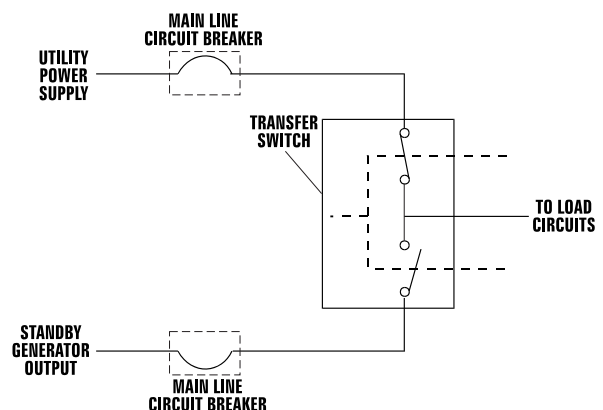 MAIN LINE
CIRCUIT BREAKER
UTILITY
POWER
SUPPLY
TRANSFER
SWITCH
TO LOAD
CIRCUITS
STANDBY
GENERATOR
OUTPUT
MAIN LINE
CIRCUIT BREAKER